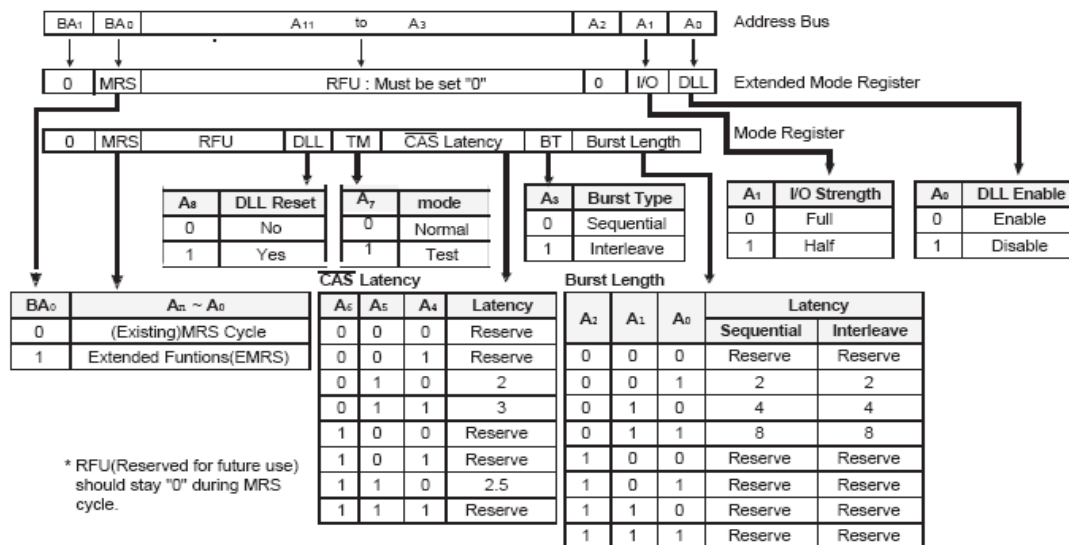 BA1 BA0 A11 to A3 A2 A1 A0 Address Bus
0 MRS RFU : Must be set "0" 0 I/O DLL Extended Mode Register
Mode Register
0 MRS RFU DLL TM CAS Latency BT Burst Length
A8 DLL Reset
0 No
1 Yes
A7 mode
0 Normal
1 Test
A3 Burst Type
0 Sequential
1 Interleave
A1 I/O Strength
0 Full
1 Half
A0 DLL Enable
0 Enable
1 Disable
BA0 An ~ A0
0 (Existing)MRS Cycle
1 Extended Funtions(EMRS)
* RFU(Reserved for future use)
should stay "0" during MRS
cycle.
CAS Latency
A6 A5 A4 Latency
0 0 0 Reserve
0 0 1 Reserve
0 1 0 2
0 1 1 3
1 0 0 Reserve
1 0 1 Reserve
1 1 0 2.5
1 1 1 Reserve
Burst Length
A2 A1 A0 Latency
Sequential Interleave
0 0 0 Reserve Reserve
0 0 1 2 2
0 1 0 4 4
0 1 1 8 8
1 0 0 Reserve Reserve
1 0 1 Reserve Reserve
1 1 0 Reserve Reserve
1 1 1 Reserve Reserve